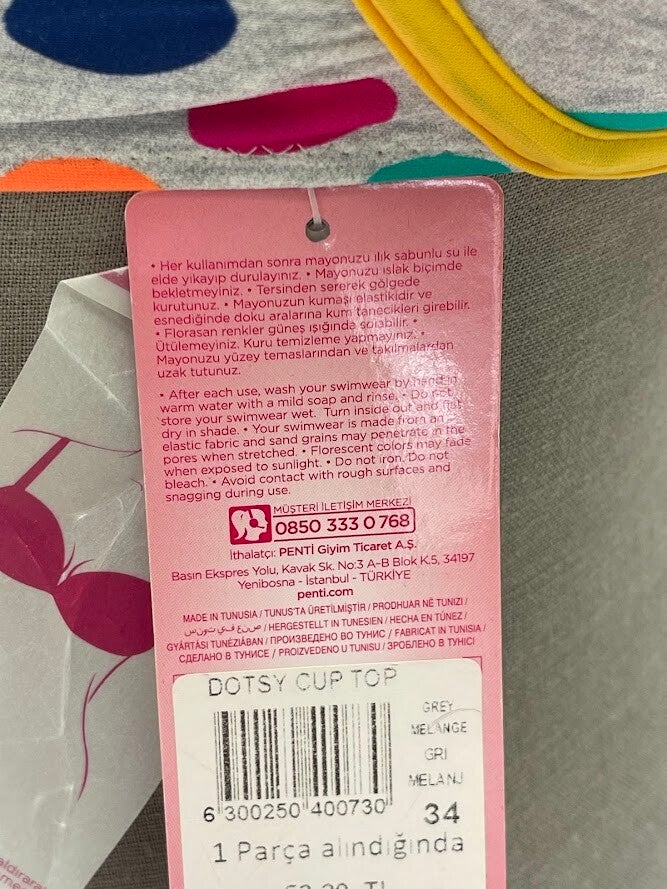 • Her kullanımdan sonra mayonuzu ılık sabunlu su ile
elde yıkayıp durulayınız. • Mayonuzu ıslak biçimde
bekletmeyiniz. • Tersinden sererek gölgede
kurutunuz. • Mayonuzun kumaşı elastikidir ve
esnediğinde doku aralarına kum tanecikleri girebilir.
• Florasan renkler güneş ışığında solabilir. •
Ütülemeyiniz. Kuru temizleme yapmayınız. •
Mayonuzu yüzey temaslarından ve takılmalardan
uzak tutunuz.
• After each use, wash your swimwear by hand in
warm water with a mild soap and rinse. • Do not
store your swimwear wet. Turn inside out and flat
dry in shade. • Your swimwear is made from an
elastic fabric and sand grains may penetrate in the
pores when stretched. • Florescent colors may fade
when exposed to sunlight. • Do not iron. Do not
bleach. • Avoid contact with rough surfaces and
snagging during use.
MÜŞTERİ İLETİŞİM MERKEZİ
0850 333 0 768
İthalatçı: PENTİ Giyim Ticaret A.Ş.
Basın Ekspres Yolu, Kavak Sk. No:3 A-B Blok K.5, 34197
Yenibosna - İstanbul - TÜRKİYE
penti.com
MADE IN TUNUSIA / TUNUS'TA ÜRETİLMİŞTİR / PRODHUAR NË TUNIZI /
صنع في تونس / HERGESTELLT IN TUNESIEN / HECHA EN TÚNEZ /
GYÁRTÁSI TUNÉZIÁBAN / ПРОИЗВЕДЕНО ВО ТУНИС / FABRICAT IN TUNISIA /
СДЕЛАНО В ТУНИСЕ / PROIZVEDENO U TUNISU / ЗРОБЛЕНО В ТУНІСІ
DOTSY CUP TOP
GREY
MELANGE
GRI
MELANJ
6 300250 400730
34
1 Parça alındığında